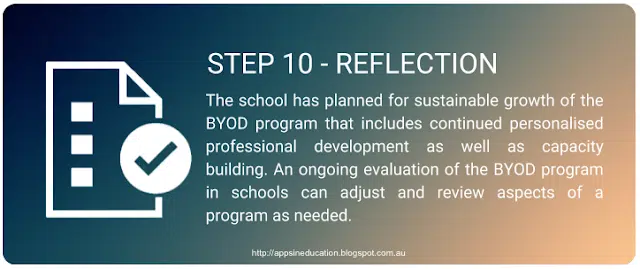 STEP 10 - REFLECTION
The school has planned for sustainable growth of the
BYOD program that includes continued personalised
professional development as well as capacity
building. An ongoing evaluation of the BYOD program
in schools can adjust and review aspects of a
program as needed.
http://appsineducation.blogspot.com.au